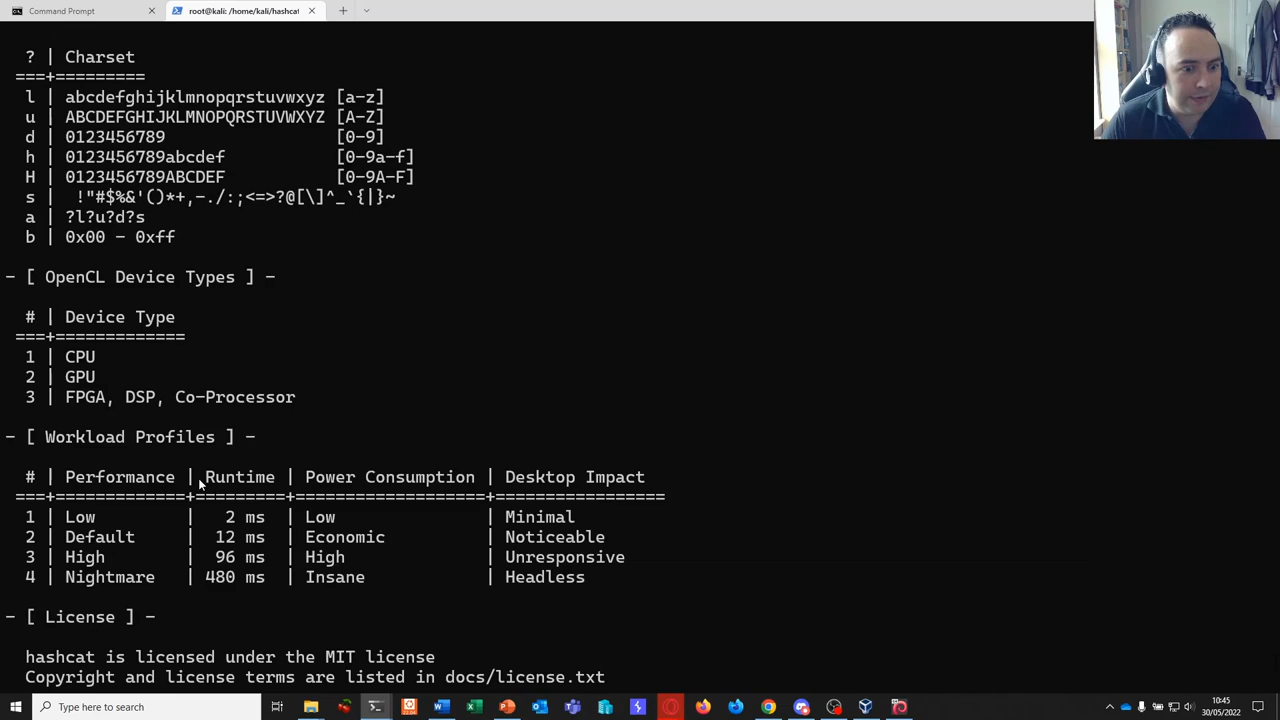 Command Prompt
root@kali: /home/kali/hashcat
? | Charset
===+=========
l | abcdefghijklmnopqrstuvwxyz [a-z]
u | ABCDEFGHIJKLMNOPQRSTUVWXYZ [A-Z]
d | 0123456789                 [0-9]
h | 0123456789abcdef           [0-9a-f]
H | 0123456789ABCDEF           [0-9A-F]
s |  !"#$%&'()*+,-./:;<=>?@[\]^_`{|}~
a | ?l?u?d?s
b | 0x00 - 0xff
- [ OpenCL Device Types ] -
# | Device Type
===+=============
1 | CPU
2 | GPU
3 | FPGA, DSP, Co-Processor
- [ Workload Profiles ] -
# | Performance | Runtime | Power Consumption | Desktop Impact
===+=============+=========+===================+=================
1 | Low         |   2 ms  | Low               | Minimal
2 | Default     |  12 ms  | Economic          | Noticeable
3 | High        |  96 ms  | High              | Unresponsive
4 | Nightmare   | 480 ms  | Insane            | Headless
- [ License ] -
hashcat is licensed under the MIT license
Copyright and license terms are listed in docs/license.txt
Type here to search
10:45
30/05/2022